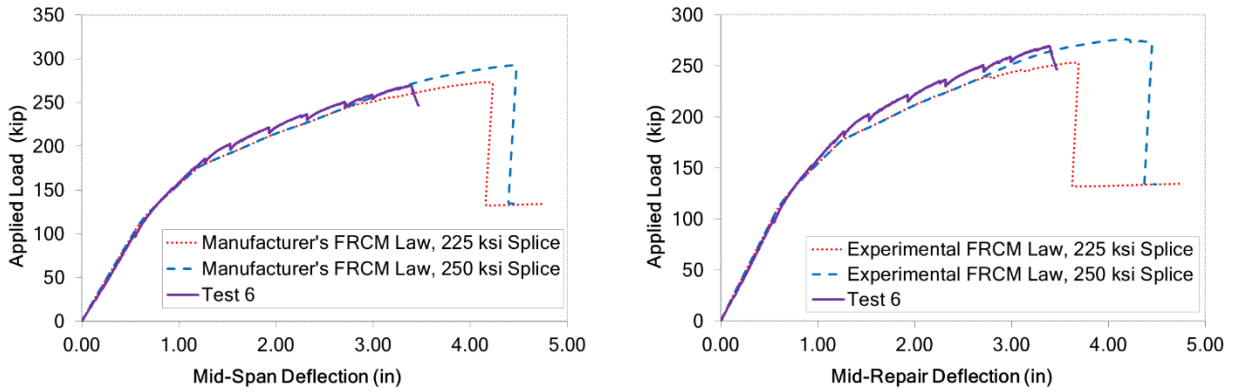 350
300
250
200
150
100
50
0
Applied Load (kip)
Manufacturer's FRCM Law, 225 ksi Splice
Manufacturer's FRCM Law, 250 ksi Splice
Test 6
0.00 1.00 2.00 3.00 4.00 5.00
Mid-Span Deflection (in)
300
250
200
150
100
50
0
Applied Load (kip)
Experimental FRCM Law, 225 ksi Splice
Experimental FRCM Law, 250 ksi Splice
Test 6
0.00 1.00 2.00 3.00 4.00 5.00
Mid-Repair Deflection (in)